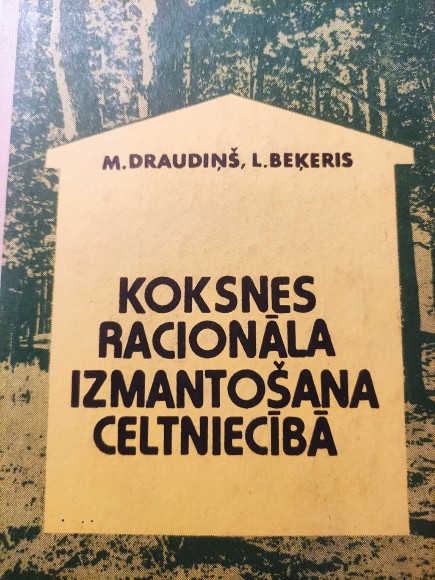 M.DRAUDIŅŠ, L.BEĶERIS
KOKSNES
RACIONĀLA
IZMANTOŠANA
CELTNIECĪBĀ